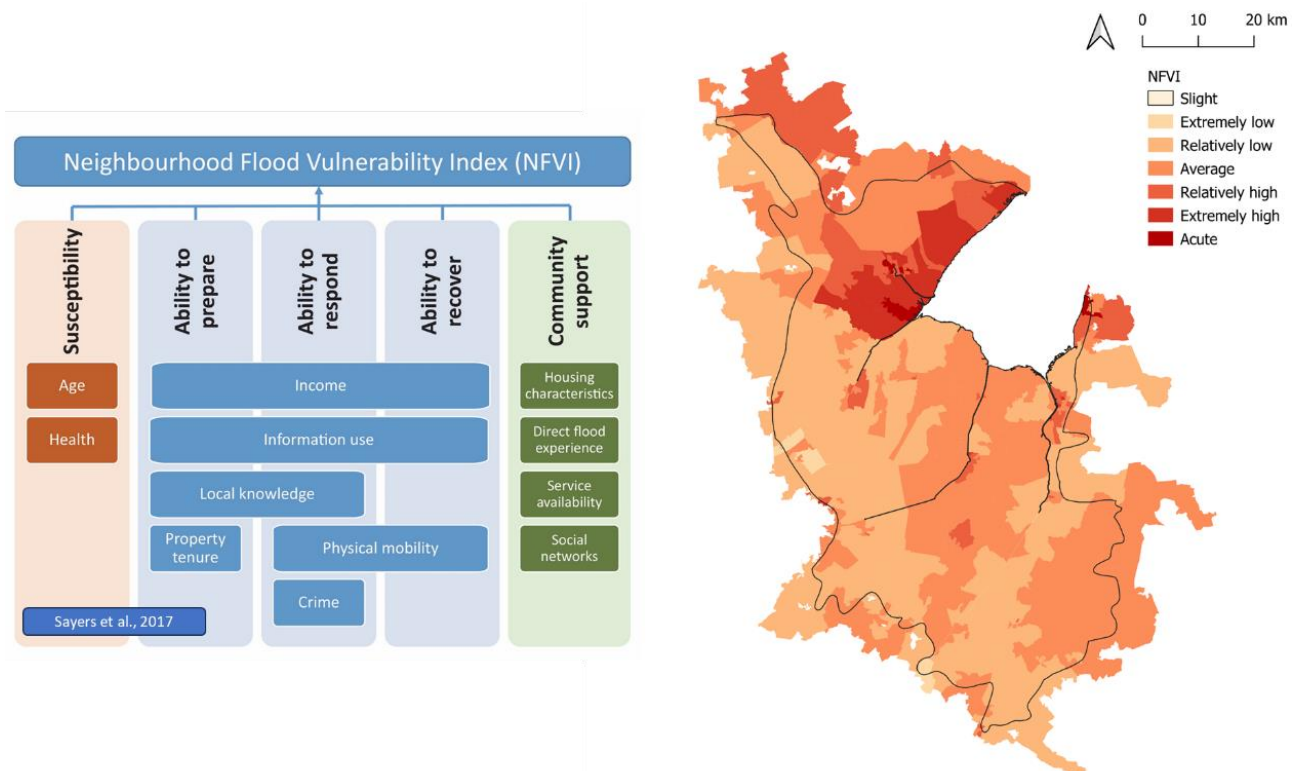 Neighbourhood Flood Vulnerability Index (NFVI)
Susceptibility
Ability to
prepare
Ability to
respond
Ability to
recover
Community
support
Age
Health
Income
Information use
Local knowledge
Property
tenure
Physical mobility
Crime
Housing
characteristics
Direct flood
experience
Service
availability
Social
networks
Sayers et al., 2017
0 10 20 km
NFVI
Slight
Extremely low
Relatively low
Average
Relatively high
Extremely high
Acute